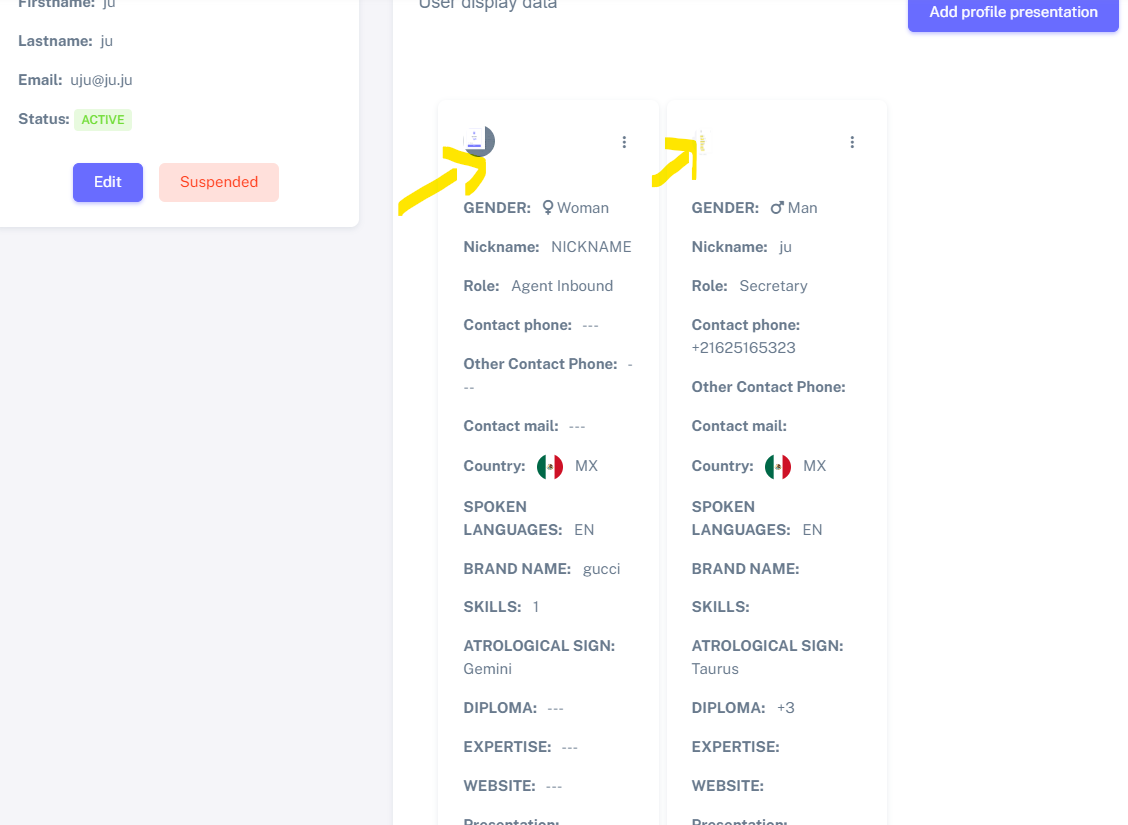 Firstname: ju
Lastname: ju
Email: uju@ju.ju
Status: ACTIVE
Edit
Suspended
User display data
Add profile presentation
GENDER: Woman
Nickname: NICKNAME
Role: Agent Inbound
Contact phone: ---
Other Contact Phone: -
--
Contact mail: ---
Country: MX
SPOKEN
LANGUAGES: EN
BRAND NAME: gucci
SKILLS: 1
ATROLOGICAL SIGN:
Gemini
DIPLOMA: ---
EXPERTISE: ---
WEBSITE: ---
Presentation:
GENDER: Man
Nickname: ju
Role: Secretary
Contact phone:
+21625165323
Other Contact Phone:
Contact mail:
Country: MX
SPOKEN
LANGUAGES: EN
BRAND NAME:
SKILLS:
ATROLOGICAL SIGN:
Taurus
DIPLOMA: +3
EXPERTISE:
WEBSITE:
Presentation: